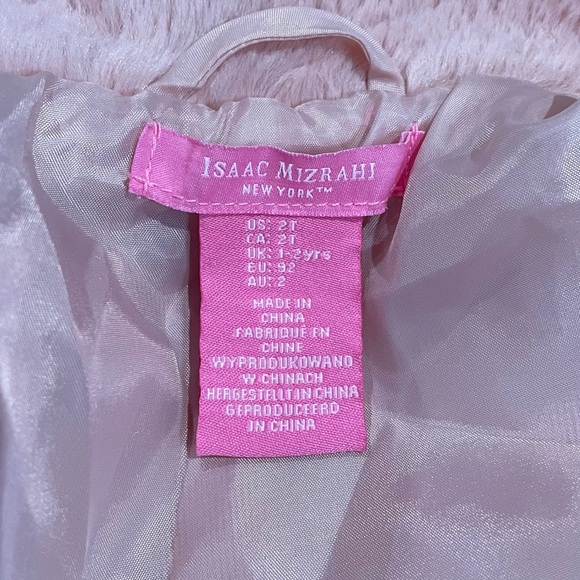 ISAAC MIZRAHI
NEW YORK™
US: 2T
CA: 2T
UK: 1-2yrs
EU: 92
AU: 2
MADE IN
CHINA
FABRIQUÉ EN
CHINE
WYPRODUKOWANO
W CHINACH
HERGESTELLT IN CHINA
GEPRODUCEERD
IN CHINA